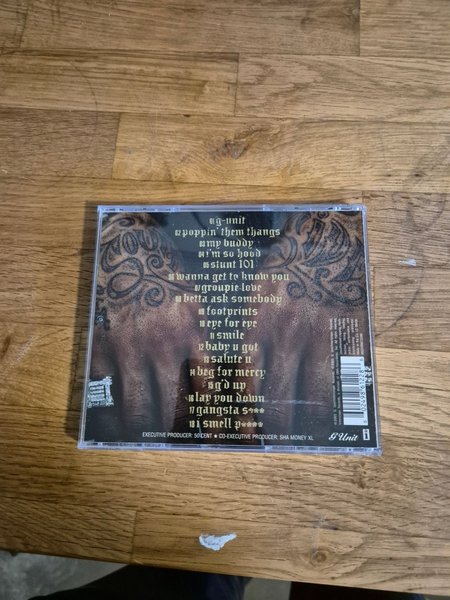 g-unit
poppin' them thangs
my buddy
i'm so hood
stunt 101
wanna get to know you
groupie love
betta ask somebody
footprints
eye for eye
smile
baby u got
salute u
beg for mercy
g'd up
lay you down
gangsta s***
i smell p****
EXECUTIVE PRODUCER: 50 CENT ★ CO-EXECUTIVE PRODUCER: SHA MONEY XL
G Unit